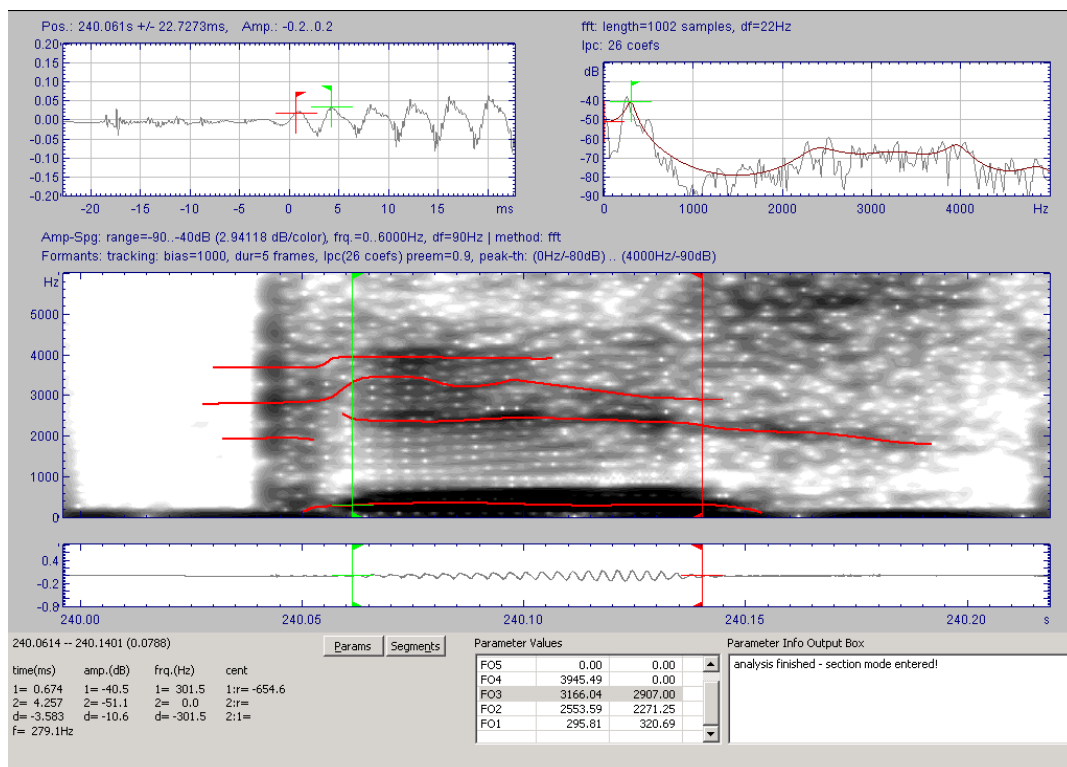 Pos.: 240.061s +/- 22.7273ms,   Amp.: -0.2..0.2
0.20
0.15
0.10
0.05
0.00
-0.05
-0.10
-0.15
-0.20
-20 -15 -10 -5 0 5 10 15 ms
fft: length=1002 samples, df=22Hz
lpc: 26 coefs
dB
-40
-50
-60
-70
-80
-90
0 1000 2000 3000 4000 Hz
Amp-Spg: range=-90..-40dB (2.94118 dB/color), frq.=0..6000Hz, df=90Hz | method: fft
Formants: tracking: bias=1000, dur=5 frames, lpc(26 coefs) preem=0.9, peak-th: (0Hz/-80dB) .. (4000Hz/-90dB)
Hz
5000
4000
3000
2000
1000
0
0.4
-0.2
-0.8
240.00 240.05 240.10 240.15 240.20 s
240.0614 -- 240.1401 (0.0788)
Params Segments
time(ms) amp.(dB) frq.(Hz) cent
1= 0.674 1= -40.5 1= 301.5 1:r= -654.6
2= 4.257 2= -51.1 2= 0.0 2:r=
d= -3.583 d= -10.6 d= -301.5 2:1=
f= 279.1Hz
Parameter Values
FO5 0.00 0.00
FO4 3945.49 0.00
FO3 3166.04 2907.00
FO2 2553.59 2271.25
FO1 295.81 320.69
Parameter Info Output Box
analysis finished - section mode entered!